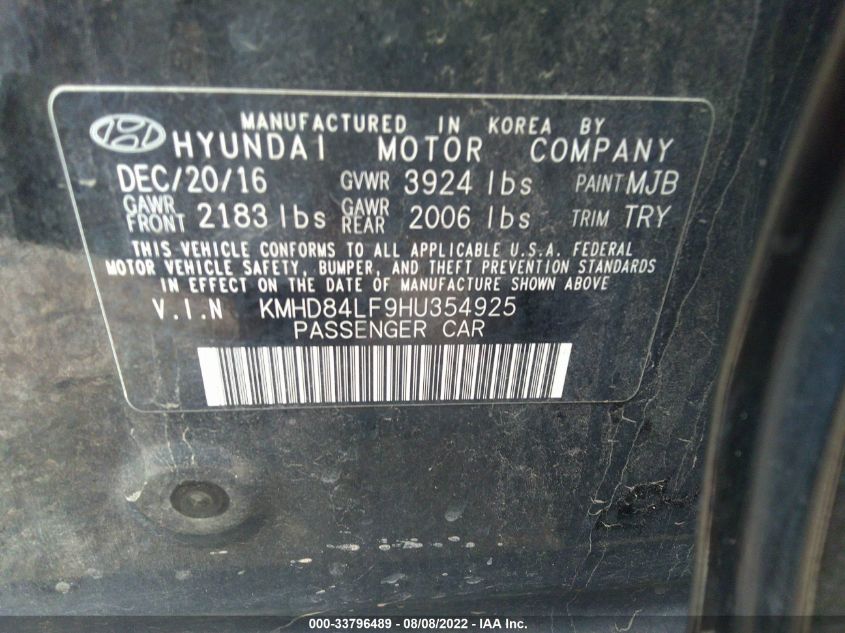 MANUFACTURED IN KOREA BY
HYUNDAI MOTOR COMPANY
DEC/20/16 GVWR 3924 lbs PAINT MJB
GAWR FRONT 2183 lbs GAWR REAR 2006 lbs TRIM TRY
THIS VEHICLE CONFORMS TO ALL APPLICABLE U.S.A. FEDERAL
MOTOR VEHICLE SAFETY, BUMPER, AND THEFT PREVENTION STANDARDS
IN EFFECT ON THE DATE OF MANUFACTURE SHOWN ABOVE
V.I.N KMHD84LF9HU354925
PASSENGER CAR
000-33796489 - 08/08/2022 - IAA Inc.